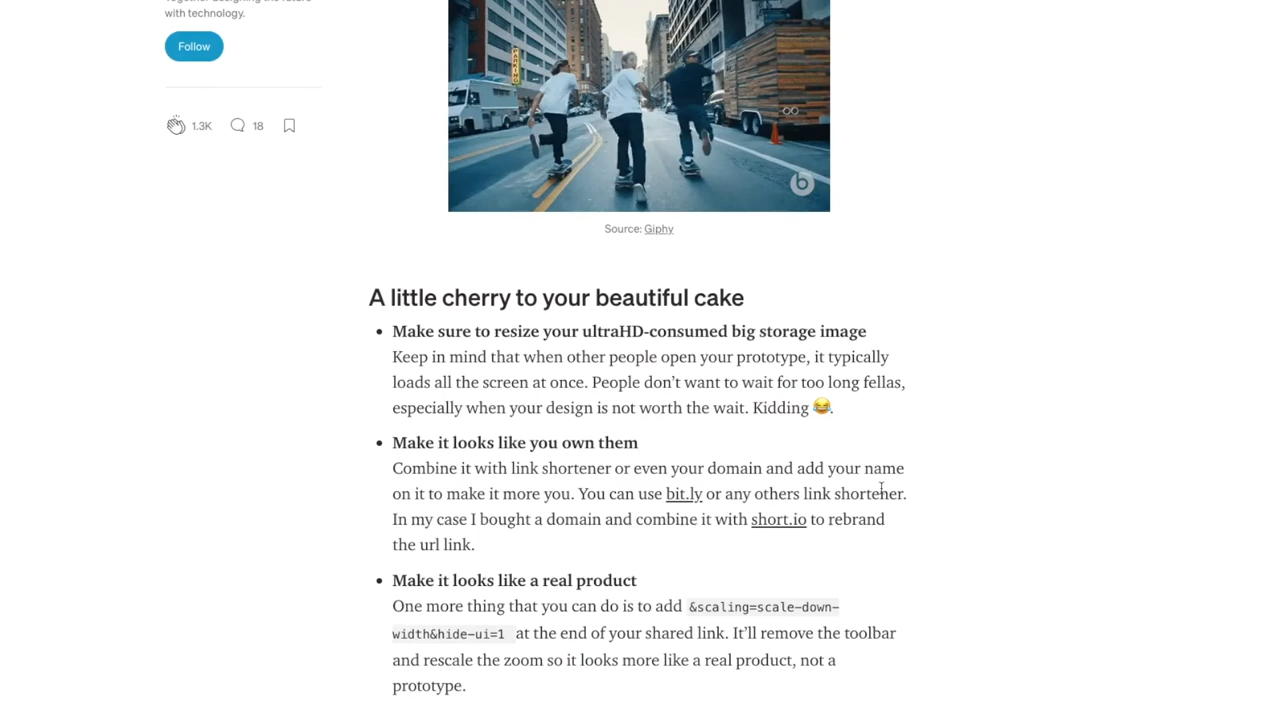 with technology.
Follow
1.3K 18
PARKING
b
Source: Giphy
A little cherry to your beautiful cake
• Make sure to resize your ultraHD-consumed big storage image
Keep in mind that when other people open your prototype, it typically
loads all the screen at once. People don’t want to wait for too long fellas,
especially when your design is not worth the wait. Kidding 😂.
• Make it looks like you own them
Combine it with link shortener or even your domain and add your name
on it to make it more you. You can use bit.ly or any others link shortener.
In my case I bought a domain and combine it with short.io to rebrand
the url link.
• Make it looks like a real product
One more thing that you can do is to add &scaling=scale-down-
width&hide-ui=1 at the end of your shared link. It’ll remove the toolbar
and rescale the zoom so it looks more like a real product, not a
prototype.